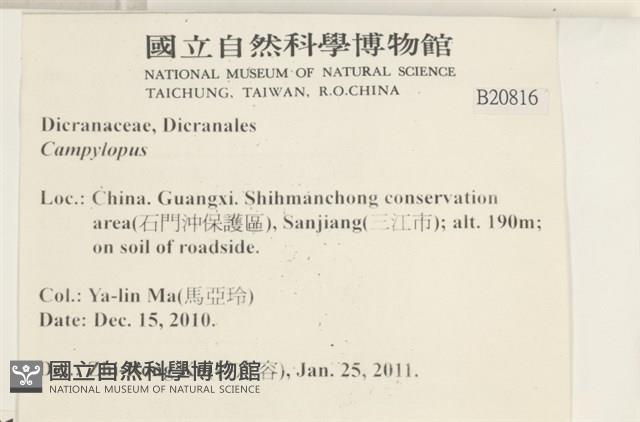 國立自然科學博物館
NATIONAL MUSEUM OF NATURAL SCIENCE
TAICHUNG, TAIWAN, R.O.CHINA
B20816
Dicranaceae, Dicranales
Campylopus
Loc.: China. Guangxi. Shihmanchong conservation
area(石門沖保護區), Sanjiang(三江市); alt. 190m;
on soil of roadside.
Col.: Ya-lin Ma(馬亞玲)
Date: Dec. 15, 2010.
容), Jan. 25, 2011.
國立自然科學博物館
NATIONAL MUSEUM OF NATURAL SCIENCE